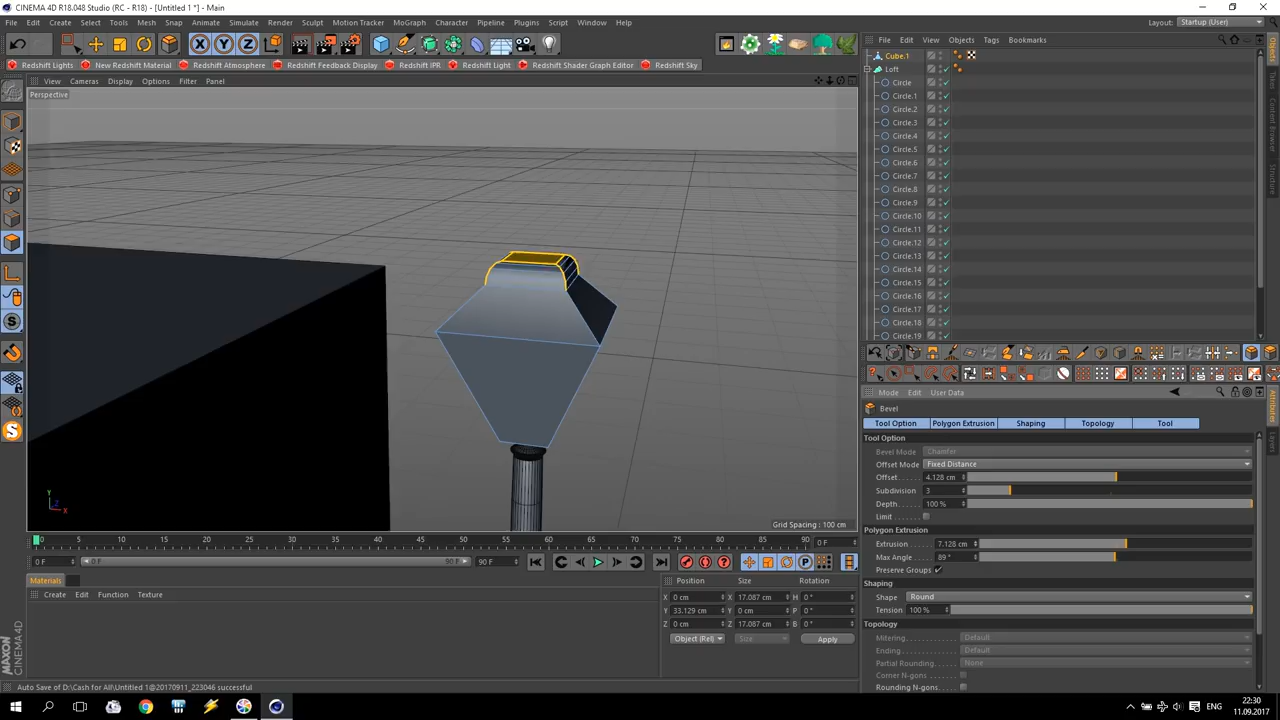 CINEMA 4D R18.048 Studio (RC - R18) - [Untitled 1 *] - Main
File Edit Create Select Tools Mesh Snap Animate Simulate Render Sculpt Motion Tracker MoGraph Character Pipeline Plugins Script Window Help Layout: Startup (User)
X Y Z
File Edit View Objects Tags Bookmarks
Redshift Lights New Redshift Material Redshift Atmosphere Redshift Feedback Display Redshift IPR Redshift Light Redshift Shader Graph Editor Redshift Sky
View Cameras Display Options Filter Panel
Perspective
Cube.1
Loft
Circle
Circle.1
Circle.2
Circle.3
Circle.4
Circle.5
Circle.6
Circle.7
Circle.8
Circle.9
Circle.10
Circle.11
Circle.12
Circle.13
Circle.14
Circle.15
Circle.16
Circle.17
Circle.18
Circle.19
Objects
Takes
Content Browser
Structure
Attributes
Layers
Mode Edit User Data
Bevel
Tool Option Polygon Extrusion Shaping Topology Tool
Tool Option
Bevel Mode Chamfer
Offset Mode Fixed Distance
Offset 4.128 cm
Subdivision 3
Depth 100 %
Limit
Polygon Extrusion
Extrusion 7.128 cm
Max Angle 89 °
Preserve Groups
Shaping
Shape Round
Tension 100 %
Topology
Mitering Default
Ending Default
Partial Rounding None
Corner N-gons
Rounding N-gons
Y
Z
X
Grid Spacing : 100 cm
0 5 10 15 20 25 30 35 40 45 50 55 60 65 70 75 80 85 90 0 F
0 F 0 F 90 F 90 F
Materials
Create Edit Function Texture
Position Size Rotation
X 0 cm X 17.087 cm H 0 °
Y 33.129 cm Y 0 cm P 0 °
Z 0 cm Z 17.087 cm B 0 °
Object (Rel) Size Apply
MAXON CINEMA 4D
Auto Save of D:\Cash for All\Untitled 1@20170911_223046 successful
ENG
22:30
11.09.2017